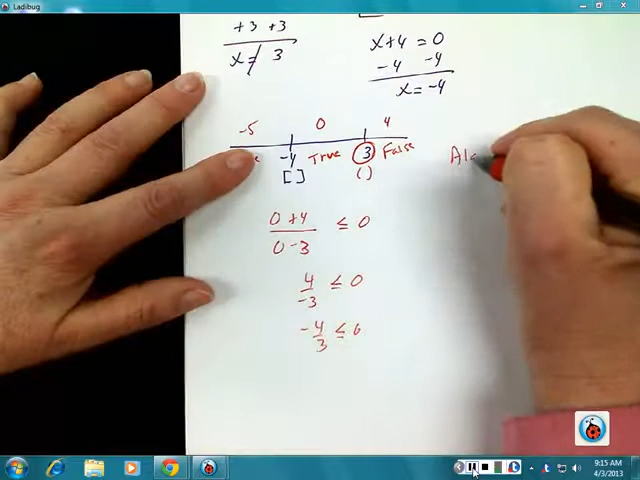 Ladibug
+3 +3
x≠ 3
x+4 = 0
-4 -4
x = -4
-5 0 4
-4 True 3 False
[ ] ( )
0+4 ≤ 0
0-3
4 ≤ 0
-3
-4 ≤ 0
3
9:15 AM
4/3/2013